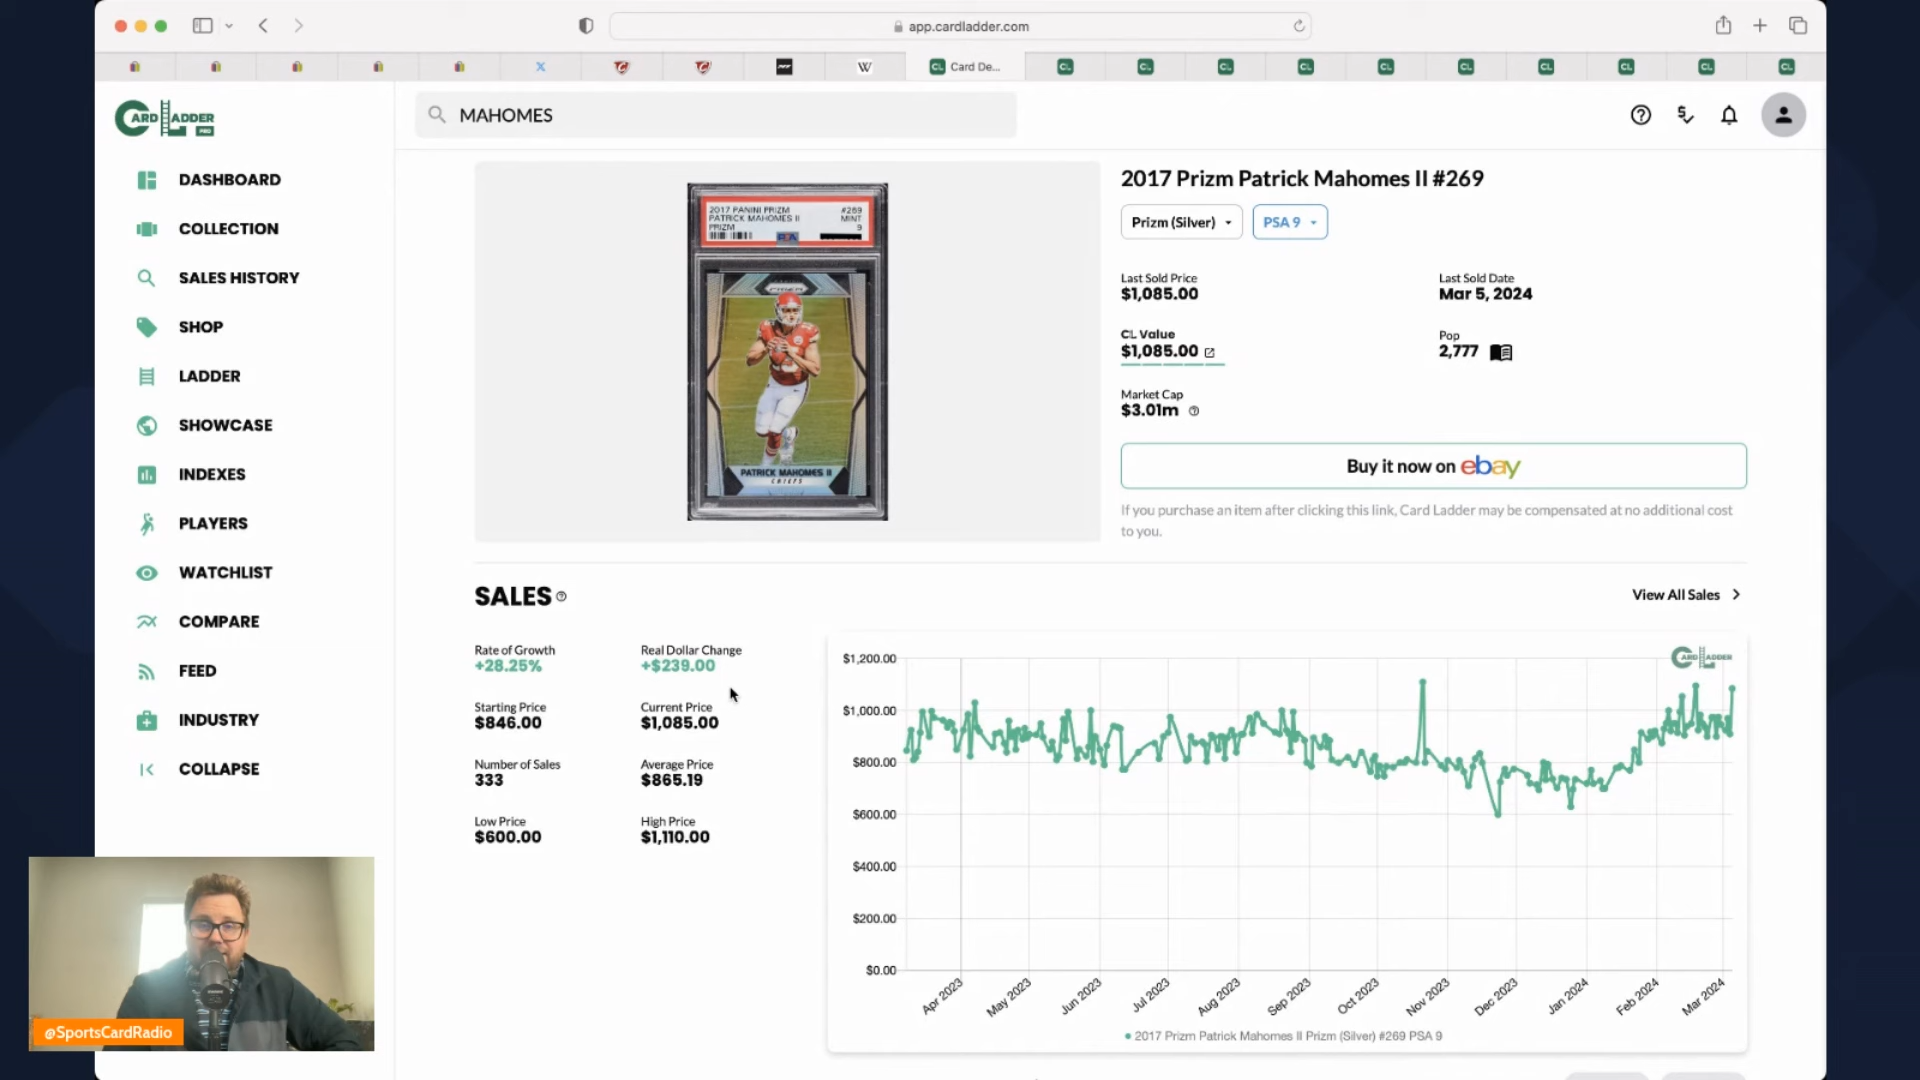 app.cardladder.com
CL Card De...
CARD LADDER
PRO
MAHOMES
DASHBOARD
COLLECTION
SALES HISTORY
SHOP
LADDER
SHOWCASE
INDEXES
PLAYERS
WATCHLIST
COMPARE
FEED
INDUSTRY
COLLAPSE
2017 PANINI PRIZM #269
PATRICK MAHOMES II MINT
PRIZM 9
PSA
PRIZM
PATRICK MAHOMES II
CHIEFS
2017 Prizm Patrick Mahomes II #269
Prizm (Silver) PSA 9
Last Sold Price
$1,085.00
Last Sold Date
Mar 5, 2024
CL Value
$1,085.00
Pop
2,777
Market Cap
$3.01m
Buy it now on ebay
If you purchase an item after clicking this link, Card Ladder may be compensated at no additional cost
to you.
SALES
View All Sales
Rate of Growth
+28.25%
Real Dollar Change
+$239.00
Starting Price
$846.00
Current Price
$1,085.00
Number of Sales
333
Average Price
$865.19
Low Price
$600.00
High Price
$1,110.00
CARD LADDER
$1,200.00
$1,000.00
$800.00
$600.00
$400.00
$200.00
$0.00
Apr 2023
May 2023
Jun 2023
Jul 2023
Aug 2023
Sep 2023
Oct 2023
Nov 2023
Dec 2023
Jan 2024
Feb 2024
Mar 2024
2017 Prizm Patrick Mahomes II Prizm (Silver) #269 PSA 9
@SportsCardRadio